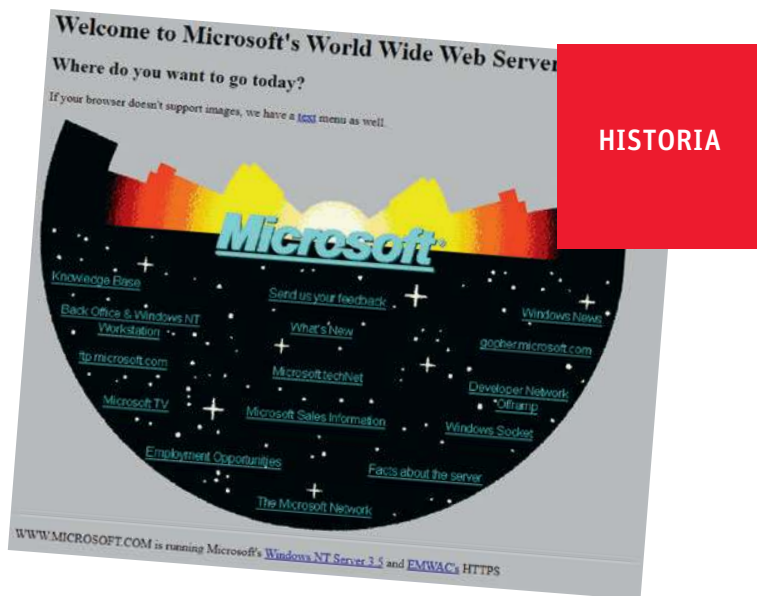 Welcome to Microsoft's World Wide Web Server
Where do you want to go today?
If your browser doesn't support images, we have a text menu as well.
HISTORIA
Microsoft®
Knowledge Base
Send us your feedback
Windows News
Back Office & Windows NT
Workstation
What's New
gopher.microsoft.com
ftp.microsoft.com
Microsoft techNet
Developer Network
Offramp
Microsoft TV
Microsoft Sales Information
Windows Socket
Employment Opportunities
Facts about the server
The Microsoft Network
WWW.MICROSOFT.COM is running Microsoft's Windows NT Server 3.5 and EMWAC's HTTPS